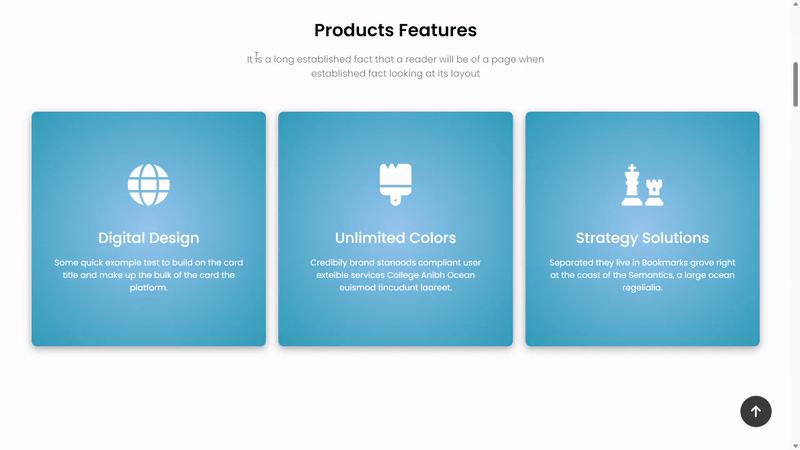 Products Features
It is a long established fact that a reader will be of a page when
established fact looking at its layout
Digital Design
Some quick example test to build on the card
title and make up the bulk of the card the
platform.
Unlimited Colors
Credibily brand stanoods compliant user
exteible services College Anibh Ocean
euismod tincudunt laareet.
Strategy Solutions
Separated they live in Bookmarks grove right
at the coast of the Semantics, a large ocean
regelialia.